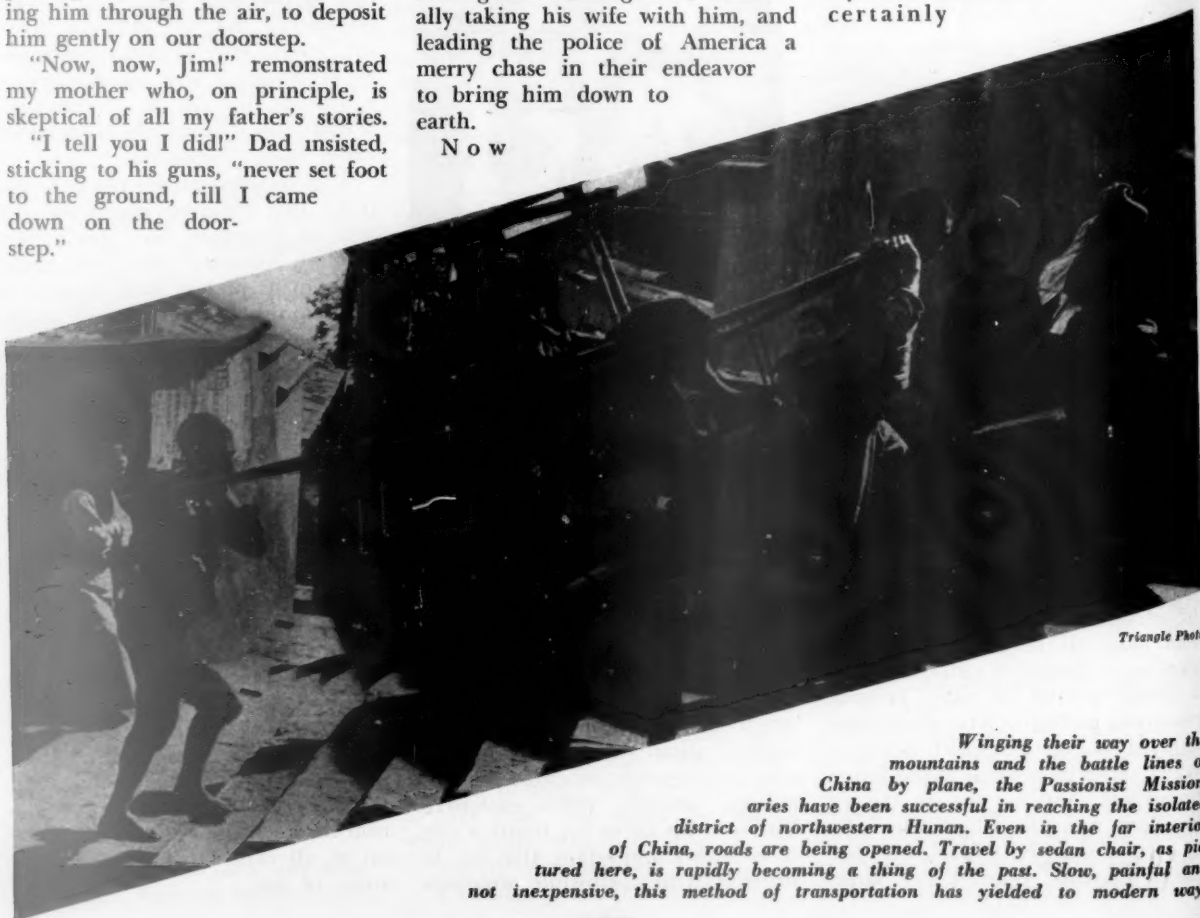 ing him through the air, to deposit
him gently on our doorstep.
"Now, now, Jim!" remonstrated
my mother who, on principle, is
skeptical of all my father's stories.
"I tell you I did!" Dad insisted,
sticking to his guns, "never set foot
to the ground, till I came
down on the door-
step."
ally taking his wife with him, and
leading the police of America a
merry chase in their endeavor
to bring him down to
earth.
Now
certainly
Triangle Phot
Winging their way over th
mountains and the battle lines o
China by plane, the Passionist Mission
aries have been successful in reaching the isolate
district of northwestern Hunan. Even in the far interio
of China, roads are being opened. Travel by sedan chair, as pic
tured here, is rapidly becoming a thing of the past. Slow, painful an
not inexpensive, this method of transportation has yielded to modern way